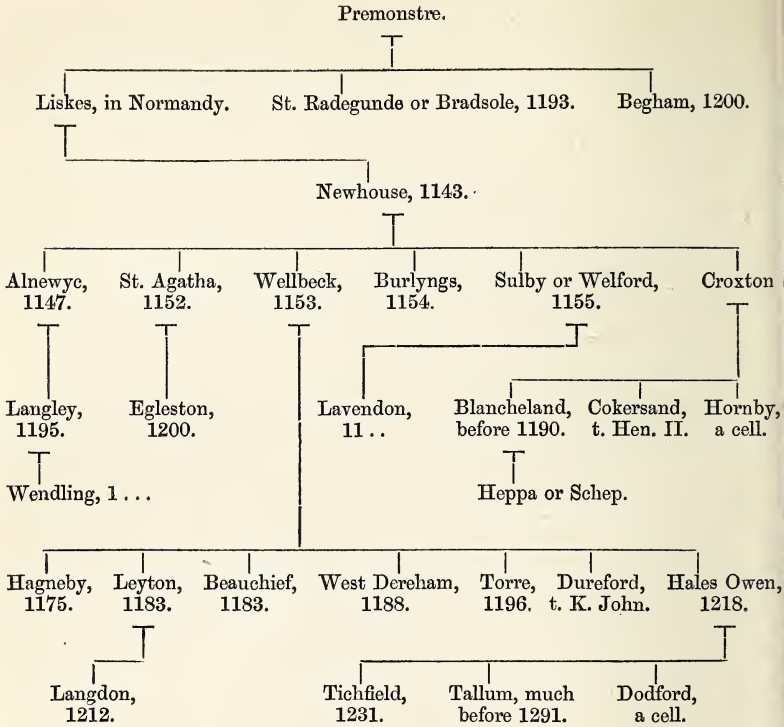 Premonstre.
Liskes, in Normandy. St. Radegunde or Bradsole, 1193. Begham, 1200.
Newhouse, 1143.
Alnewyc, St. Agatha, Wellbeck, Burlyngs, Sulby or Welford, Croxton
1147. 1152. 1153. 1154. 1155.
Langley, Egleston, Lavendon, Blancheland, Cokersand, Hornby,
1195. 1200. 11 . . before 1190. t. Hen. II. a cell.
Wendling, 1 . . . Heppa or Schep.
Hagneby, Leyton, Beauchief, West Dereham, Torre, Dureford, Hales Owen,
1175. 1183. 1183. 1188. 1196. t. K. John. 1218.
Langdon, Tichfield, Tallum, much Dodford,
1212. 1231. before 1291. a cell.